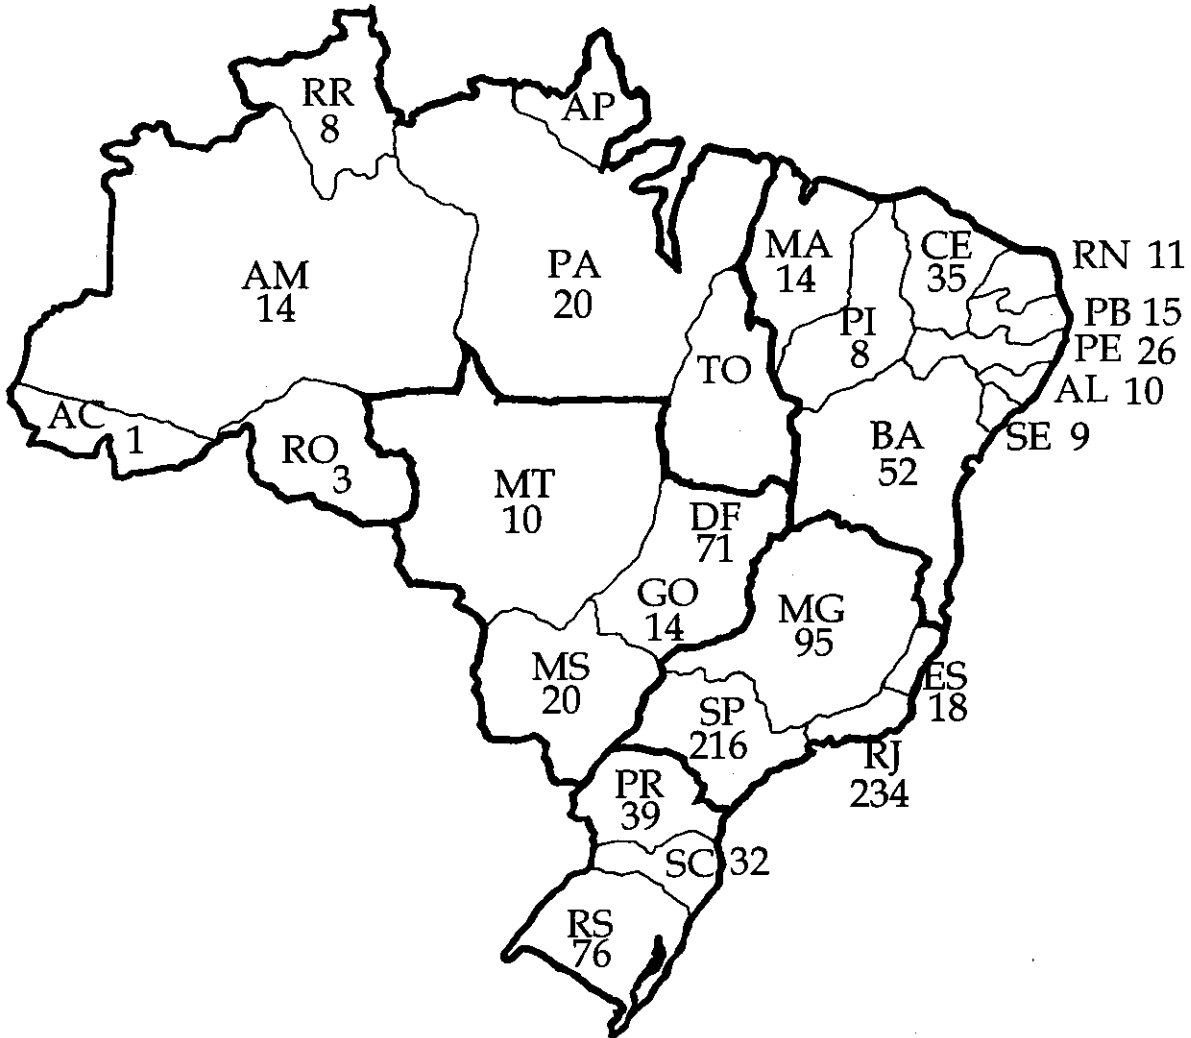 RR
8
AP
AM
14
PA
20
MA
14
CE
35
RN 11
PI
8
PB 15
PE 26
AL 10
SE 9
TO
AC
1
RO
3
MT
10
BA
52
DF
71
GO
14
MG
95
MS
20
ES
18
SP
216
RJ
234
PR
39
SC 32
RS
76